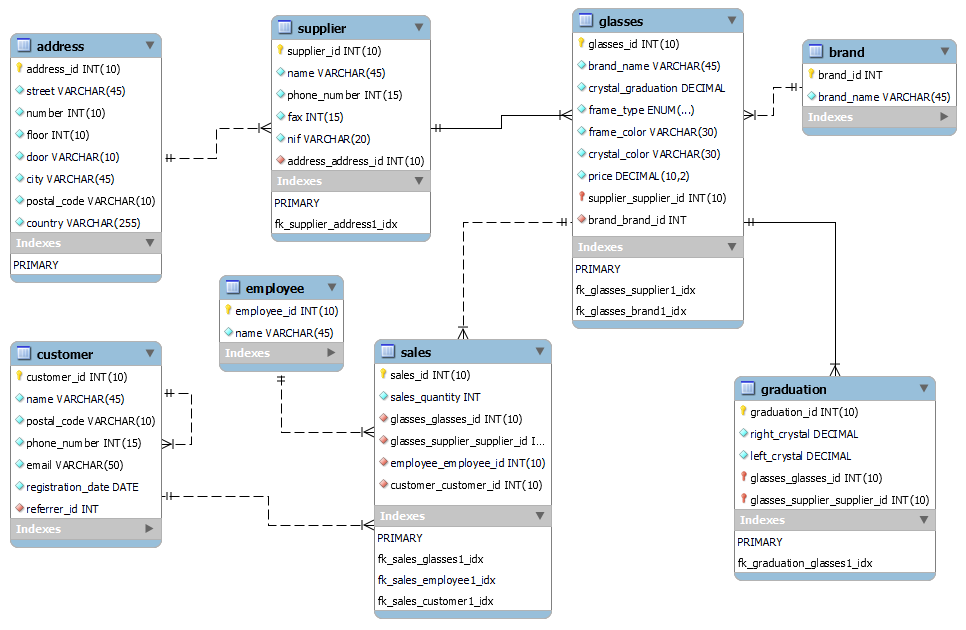 address
address_id INT(10)
street VARCHAR(45)
number INT(10)
floor INT(10)
door VARCHAR(10)
city VARCHAR(45)
postal_code VARCHAR(10)
country VARCHAR(255)
Indexes
PRIMARY
supplier
supplier_id INT(10)
name VARCHAR(45)
phone_number INT(15)
fax INT(15)
nif VARCHAR(20)
address_address_id INT(10)
Indexes
PRIMARY
fk_supplier_address1_idx
glasses
glasses_id INT(10)
brand_name VARCHAR(45)
crystal_graduation DECIMAL
frame_type ENUM(...)
frame_color VARCHAR(30)
crystal_color VARCHAR(30)
price DECIMAL(10,2)
supplier_supplier_id INT(10)
brand_brand_id INT
Indexes
PRIMARY
fk_glasses_supplier1_idx
fk_glasses_brand1_idx
brand
brand_id INT
brand_name VARCHAR(45)
Indexes
employee
employee_id INT(10)
name VARCHAR(45)
Indexes
customer
customer_id INT(10)
name VARCHAR(45)
postal_code VARCHAR(10)
phone_number INT(15)
email VARCHAR(50)
registration_date DATE
referrer_id INT
Indexes
sales
sales_id INT(10)
sales_quantity INT
glasses_glasses_id INT(10)
glasses_supplier_supplier_id I...
employee_employee_id INT(10)
customer_customer_id INT(10)
Indexes
PRIMARY
fk_sales_glasses1_idx
fk_sales_employee1_idx
fk_sales_customer1_idx
graduation
graduation_id INT(10)
right_crystal DECIMAL
left_crystal DECIMAL
glasses_glasses_id INT(10)
glasses_supplier_supplier_id INT(10)
Indexes
PRIMARY
fk_graduation_glasses1_idx